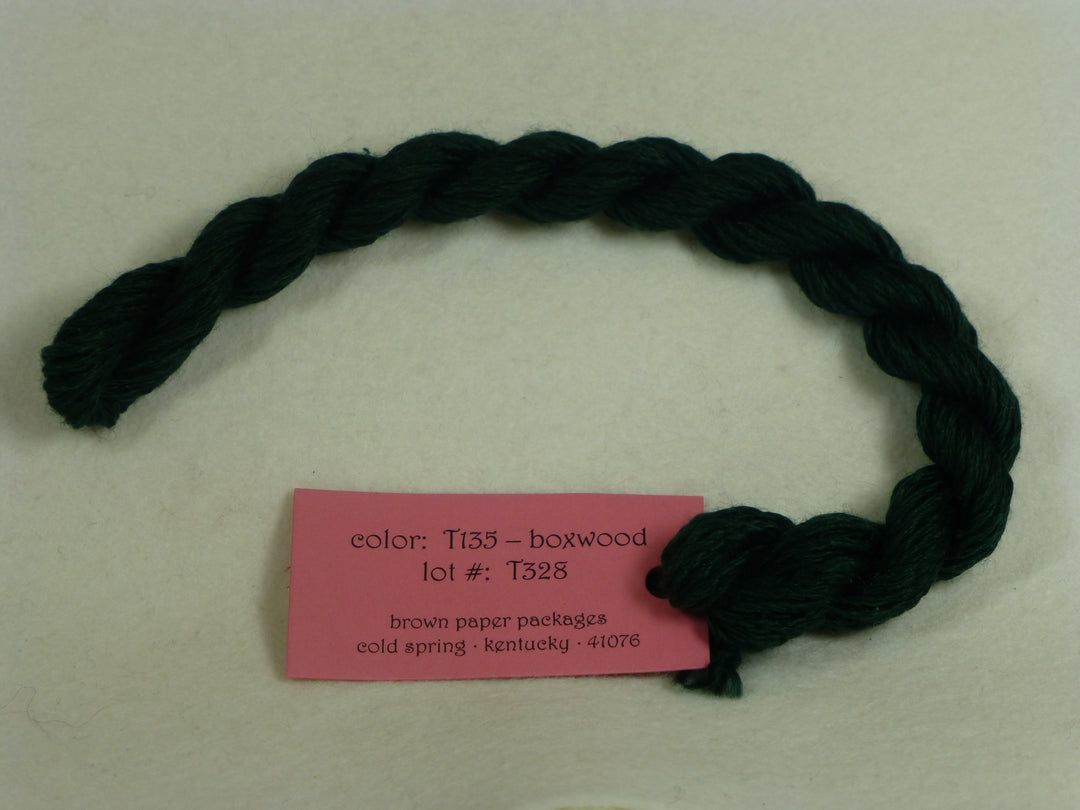 color: T135 – boxwood
lot #: T328
brown paper packages
cold spring · kentucky · 41076